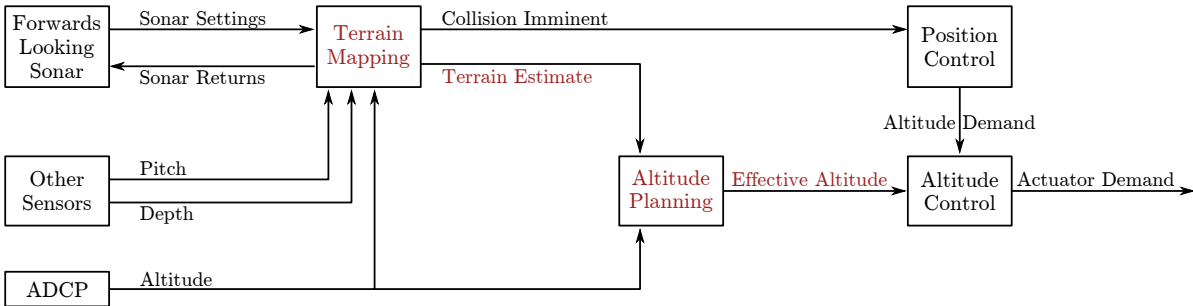 Forwards
Looking
Sonar
Sonar Settings
Sonar Returns
Terrain
Mapping
Collision Imminent
Terrain Estimate
Position
Control
Altitude Demand
Other
Sensors
Pitch
Depth
Altitude
Planning
Effective Altitude
Altitude
Control
Actuator Demand
ADCP
Altitude